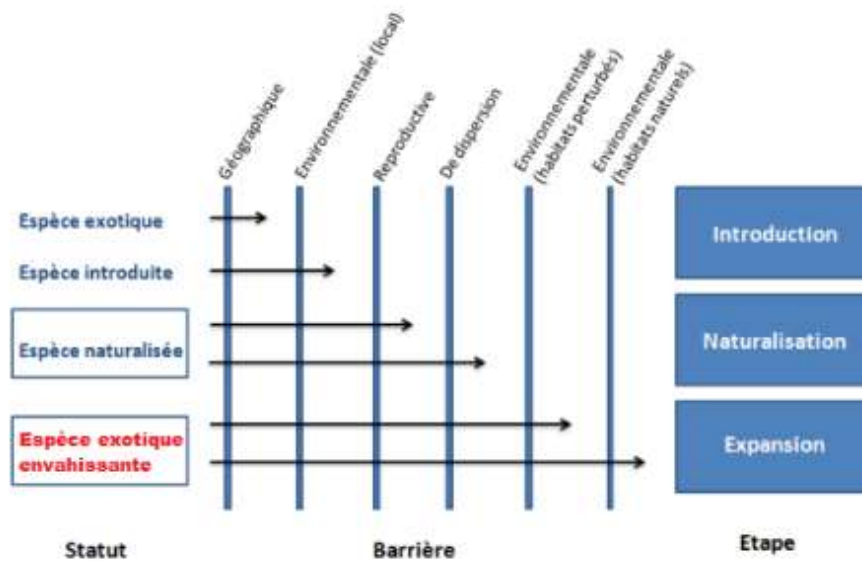 Géographique
Environnementale (local)
Reproductive
De dispersion
Environnementale
(habitats perturbés)
Environnementale
(habitats naturels)
Espèce exotique
Introduction
Espèce introduite
Espèce naturalisée
Naturalisation
Espèce exotique
envahissante
Expansion
Statut
Barrière
Etape